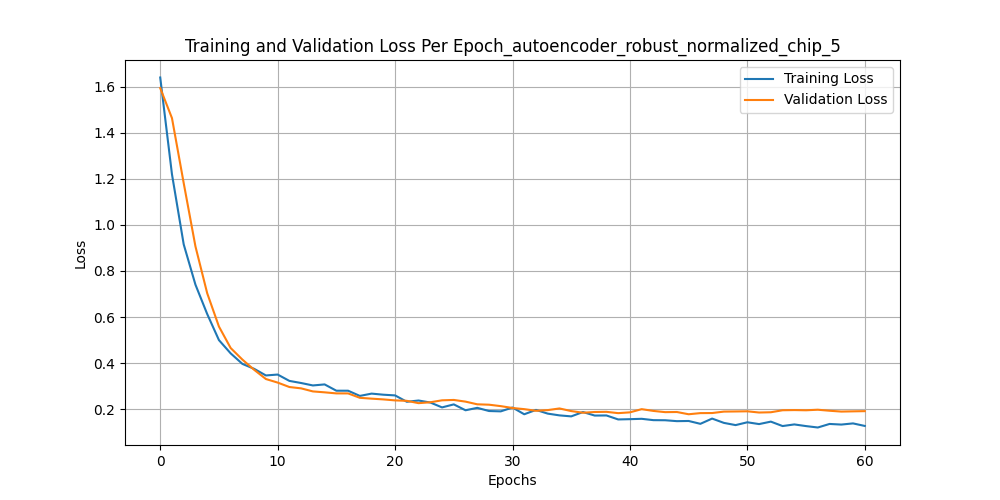 Training and Validation Loss Per Epoch_autoencoder_robust_normalized_chip_5
Training Loss
Validation Loss
Loss
1.6
1.4
1.2
1.0
0.8
0.6
0.4
0.2
0 10 20 30 40 50 60
Epochs